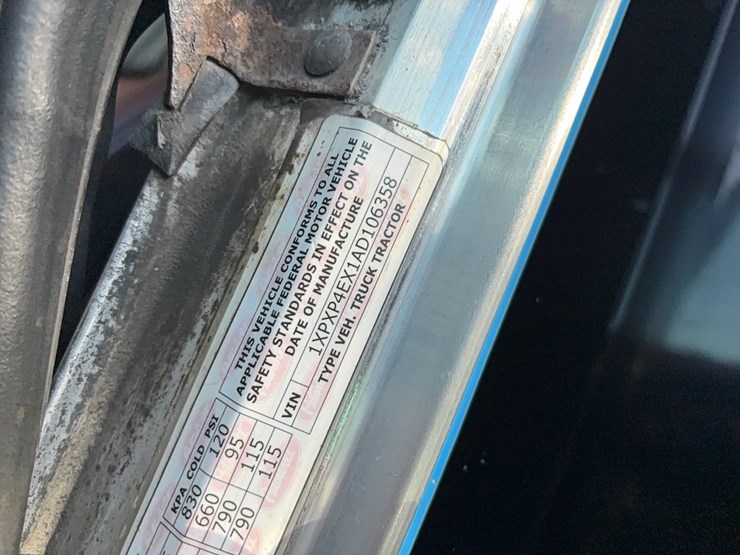 THIS VEHICLE CONFORMS TO ALL
APPLICABLE FEDERAL MOTOR VEHICLE
SAFETY STANDARDS IN EFFECT ON THE
DATE OF MANUFACTURE
VIN 1XPXP4EX1AD106358
TYPE VEH. TRUCK TRACTOR
KPA COLD PSI
830 120
660 95
790 115
790 115